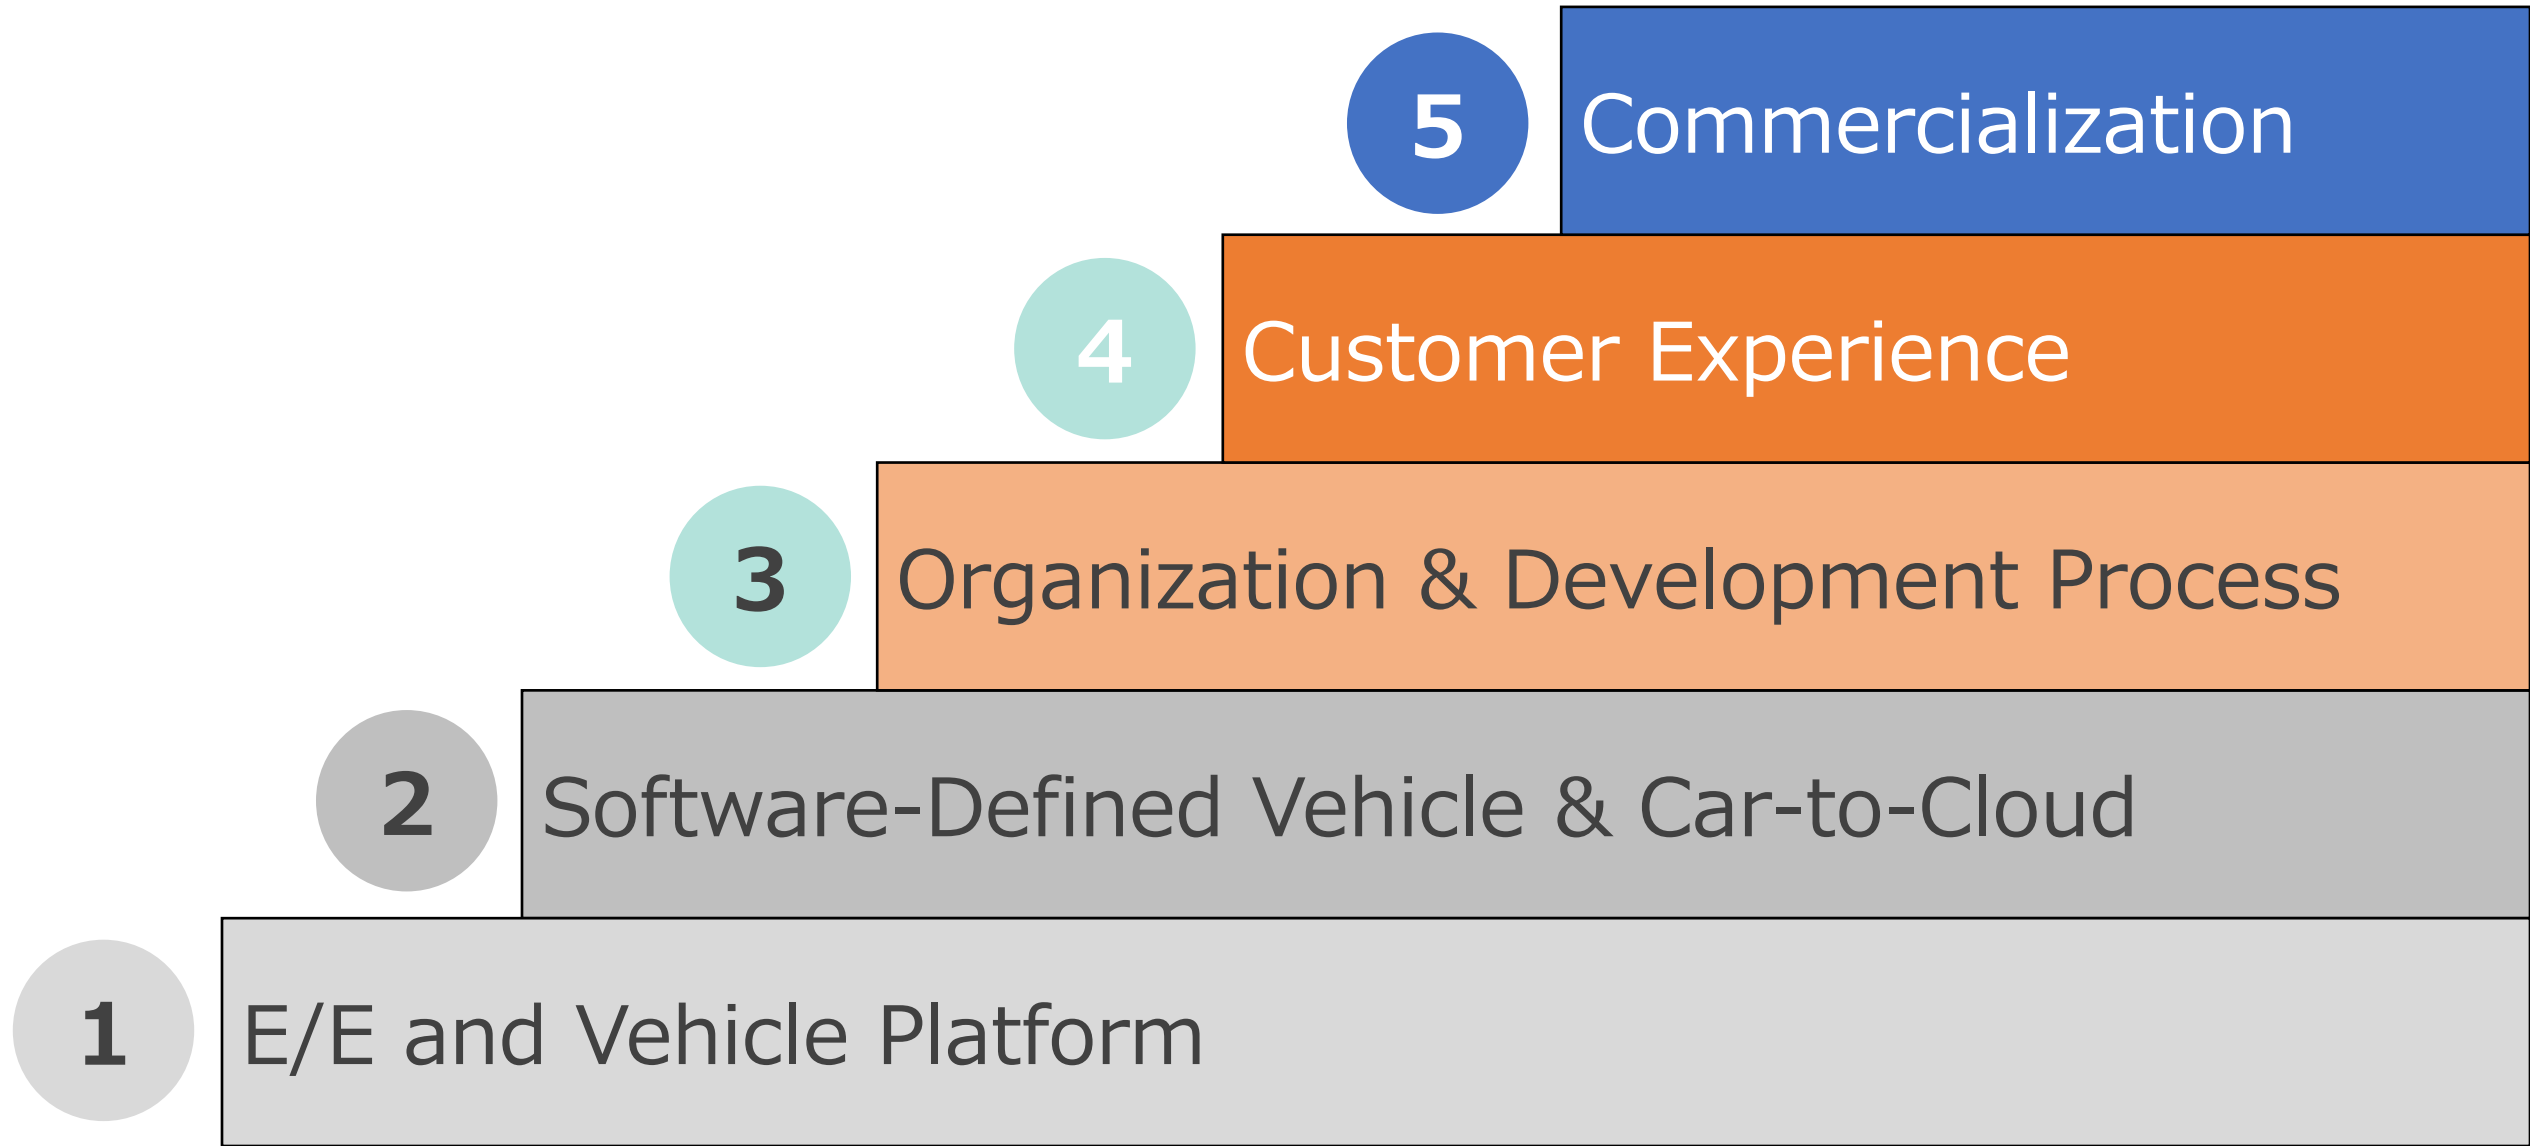 5
Commercialization
4
Customer Experience
3
Organization & Development Process
2
Software-Defined Vehicle & Car-to-Cloud
1
E/E and Vehicle Platform